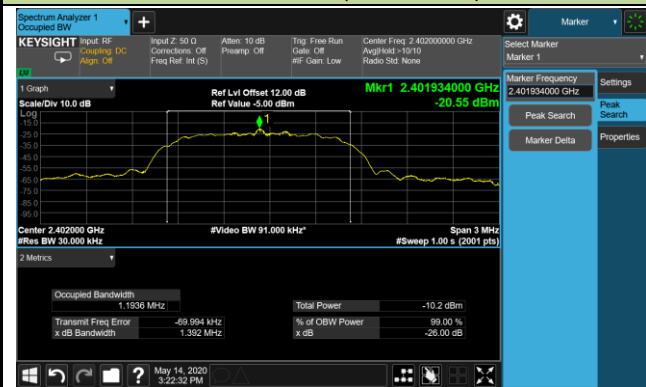 Spectrum Analyzer 1
Occupied BW
+
Marker
KEYSIGHT
Input: RF
Coupling: DC
Align: Off
Input Z: 50 Ω
Corrections: Off
Freq Ref: Int (S)
Atten: 10 dB
Preamp: Off
Trig: Free Run
Gate: Off
#IF Gain: Low
Center Freq: 2.402000000 GHz
Avg|Hold:>10/10
Radio Std: None
Select Marker
Marker 1
1 Graph
Scale/Div 10.0 dB
Ref Lvl Offset 12.00 dB
Ref Value -5.00 dBm
Mkr1 2.401934000 GHz
-20.55 dBm
Marker Frequency
2.401934000 GHz
Peak Search
Marker Delta
Settings
Peak
Search
Properties
Log
-15.0
-25.0
-35.0
-45.0
-55.0
-65.0
-75.0
-85.0
-95.0
1
Center 2.402000 GHz
#Res BW 30.000 kHz
#Video BW 91.000 kHz*
Span 3 MHz
#Sweep 1.00 s (2001 pts)
2 Metrics
Occupied Bandwidth
1.1936 MHz
Total Power -10.2 dBm
Transmit Freq Error -69.994 kHz
% of OBW Power 99.00 %
x dB Bandwidth 1.392 MHz
x dB -26.00 dB
?
May 14, 2020
3:22:32 PM